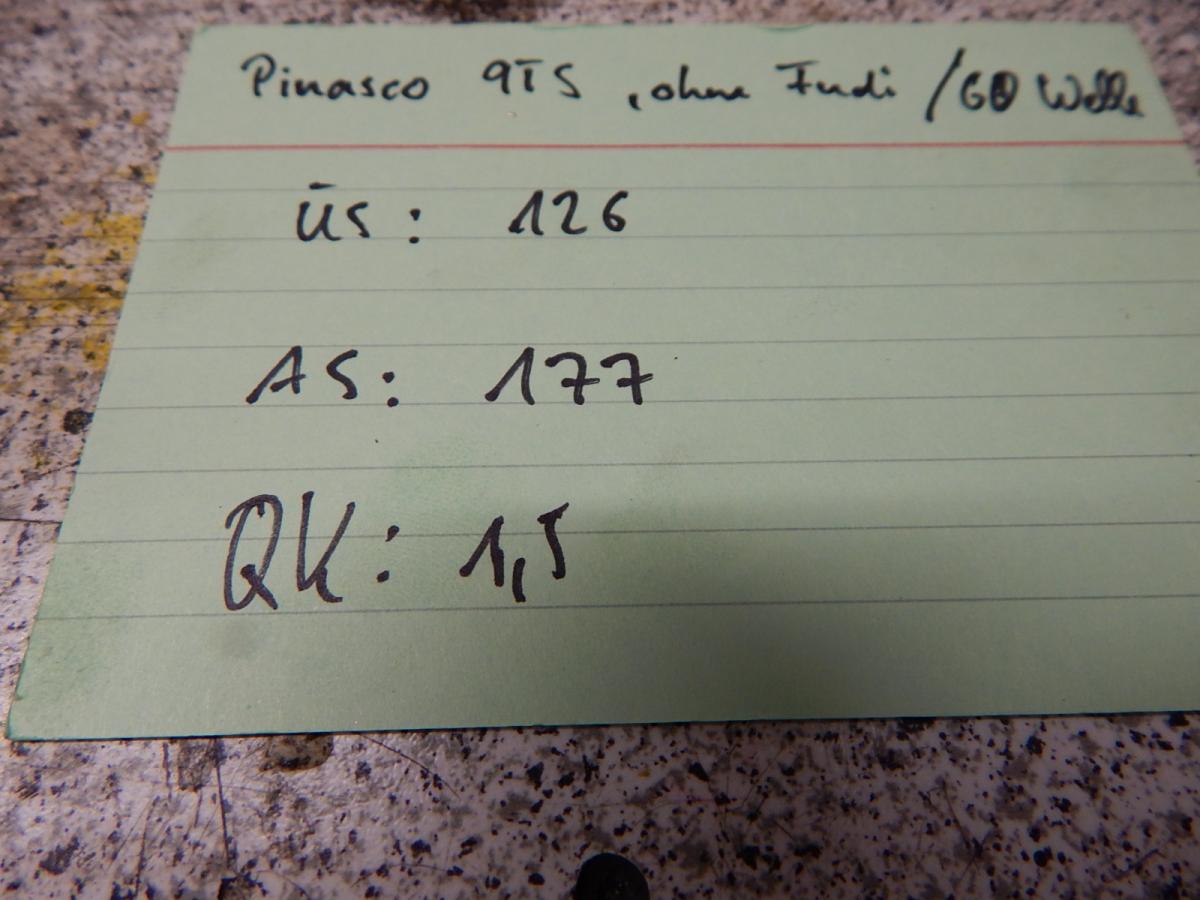 Pinasco 9TS, ohne Fudi / 60 Welle
ÜS: 126
AS: 177
QK: 1,5